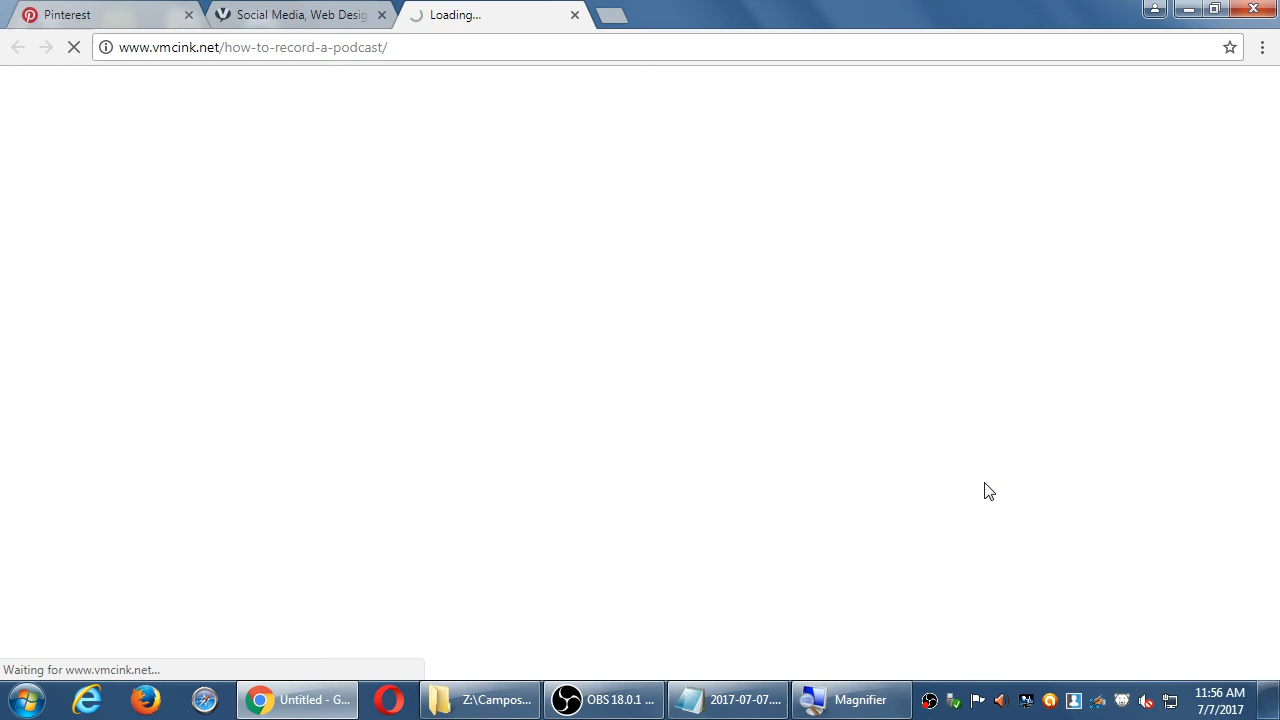 Pinterest
Social Media, Web Desig
Loading...
www.vmcink.net/how-to-record-a-podcast/
Waiting for www.vmcink.net...
Untitled - G...
Z:\Campos...
OBS 18.0.1 ...
2017-07-07....
Magnifier
11:56 AM
7/7/2017